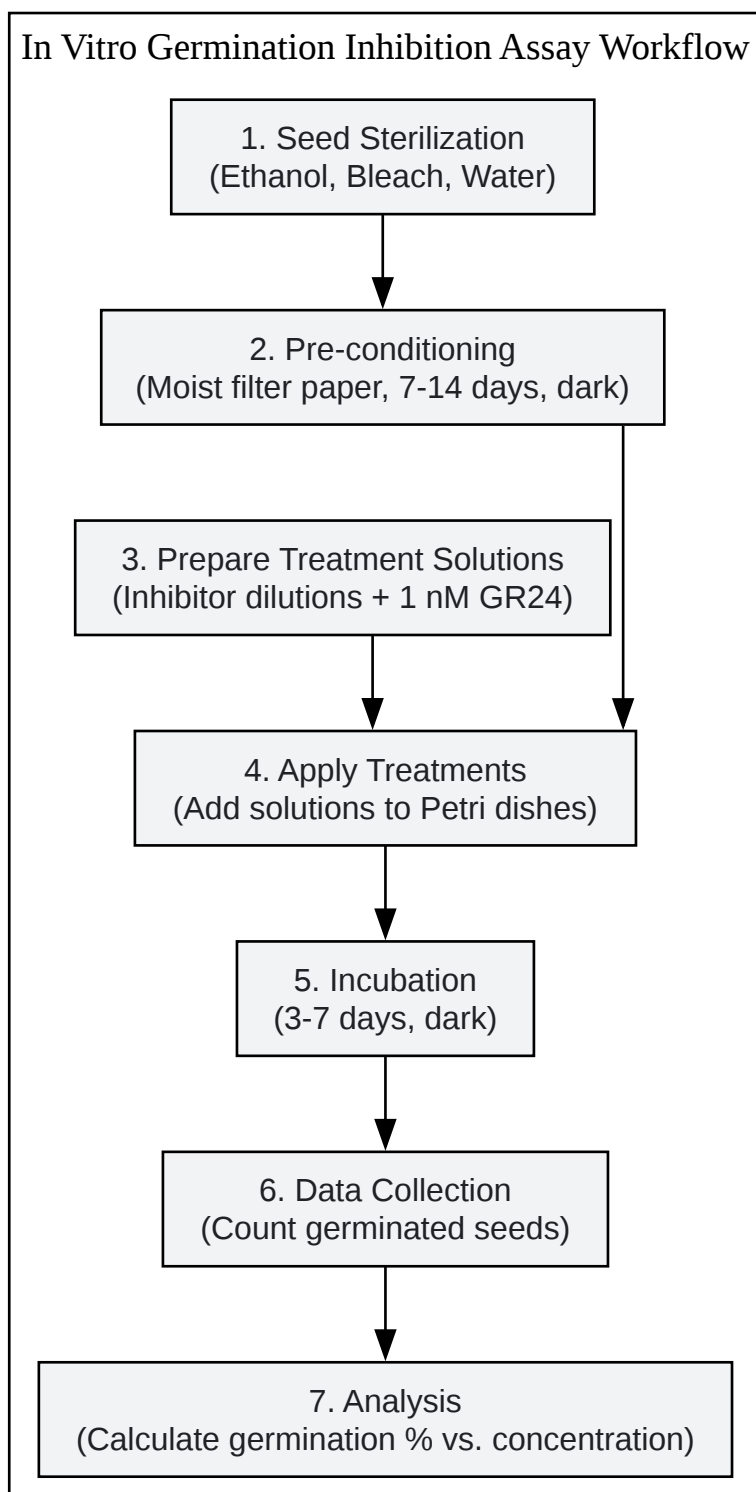 In Vitro Germination Inhibition Assay Workflow
1. Seed Sterilization
(Ethanol, Bleach, Water)
2. Pre-conditioning
(Moist filter paper, 7-14 days, dark)
3. Prepare Treatment Solutions
(Inhibitor dilutions + 1 nM GR24)
4. Apply Treatments
(Add solutions to Petri dishes)
5. Incubation
(3-7 days, dark)
6. Data Collection
(Count germinated seeds)
7. Analysis
(Calculate germination % vs. concentration)